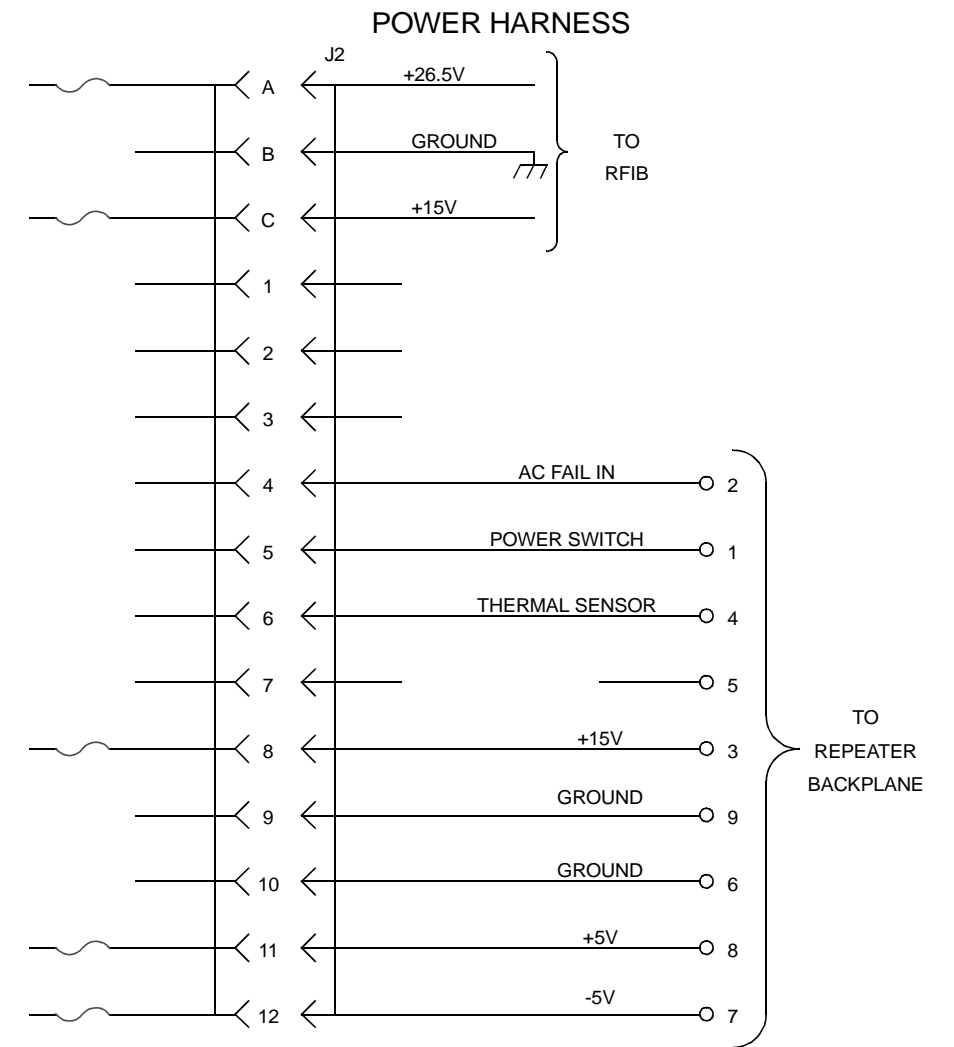 POWER HARNESS
J2
A +26.5V
B GROUND
TO
RFIB
C +15V
1
2
3
4 AC FAIL IN 2
5 POWER SWITCH 1
6 THERMAL SENSOR 4
7 5
8 +15V 3
TO
REPEATER
BACKPLANE
9 GROUND 9
10 GROUND 6
11 +5V 8
12 -5V 7